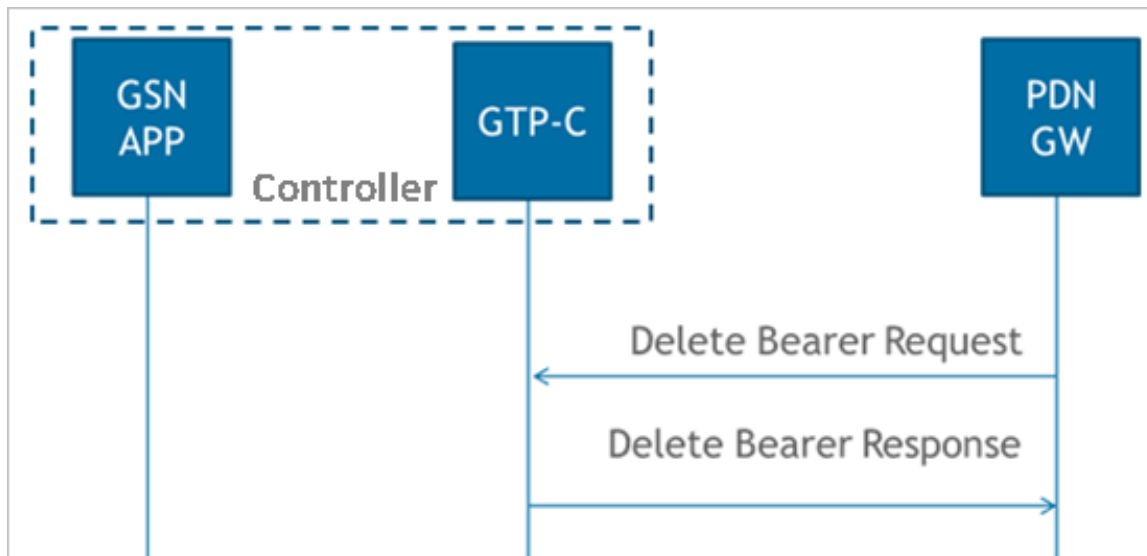 GSN
APP
GTP-C
PDN
GW
Controller
Delete Bearer Request
Delete Bearer Response